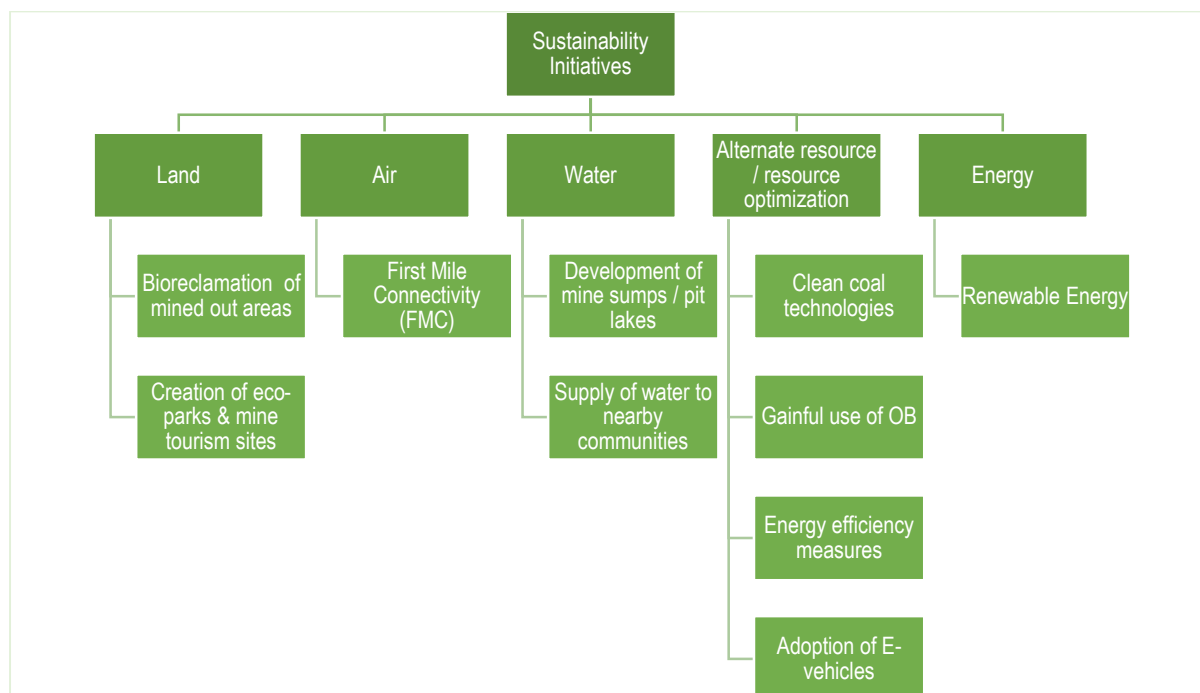 Sustainability
Initiatives
Land
Air
Water
Alternate resource
/ resource
optimization
Energy
Bioreclamation of
mined out areas
Creation of eco-
parks & mine
tourism sites
First Mile
Connectivity
(FMC)
Development of
mine sumps / pit
lakes
Supply of water to
nearby
communities
Clean coal
technologies
Gainful use of OB
Energy efficiency
measures
Adoption of E-
vehicles
Renewable Energy